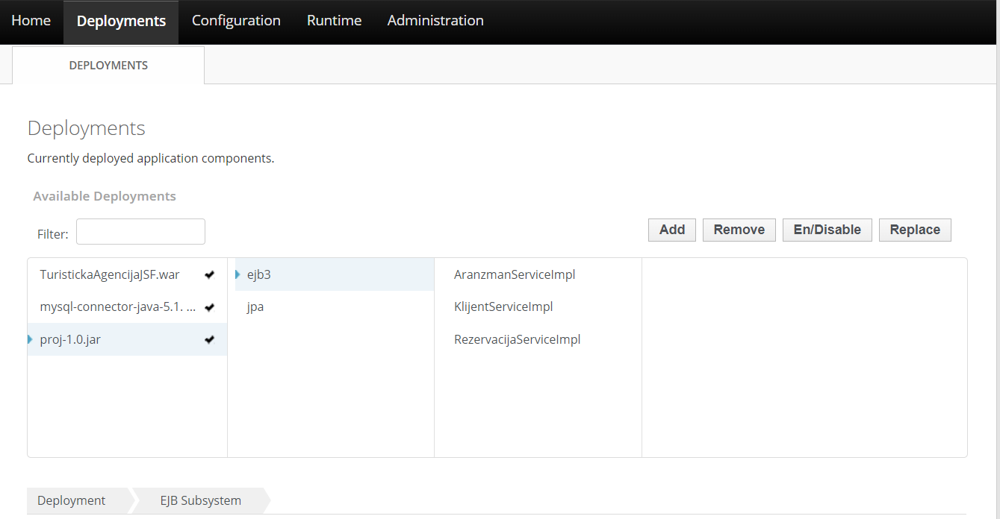 Home Deployments Configuration Runtime Administration
DEPLOYMENTS
Deployments
Currently deployed application components.
Available Deployments
Filter: Add Remove En/Disable Replace
TuristickaAgencijaJSF.war ejb3 AranzmanServiceImpl
mysql-connector-java-5.1. ... jpa KlijentServiceImpl
proj-1.0.jar RezervacijaServiceImpl
Deployment EJB Subsystem